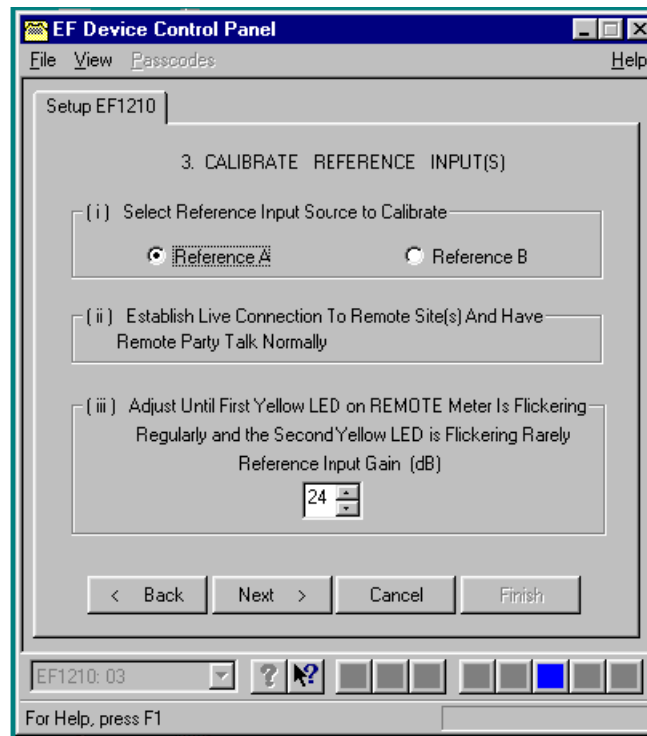 EF Device Control Panel
File View Passcodes Help
Setup EF1210
3. CALIBRATE REFERENCE INPUT(S)
( i ) Select Reference Input Source to Calibrate
Reference A Reference B
( ii ) Establish Live Connection To Remote Site(s) And Have
Remote Party Talk Normally
( iii ) Adjust Until First Yellow LED on REMOTE Meter Is Flickering
Regularly and the Second Yellow LED is Flickering Rarely
Reference Input Gain (dB)
24
< Back Next > Cancel Finish
EF1210: 03 ? ?
For Help, press F1